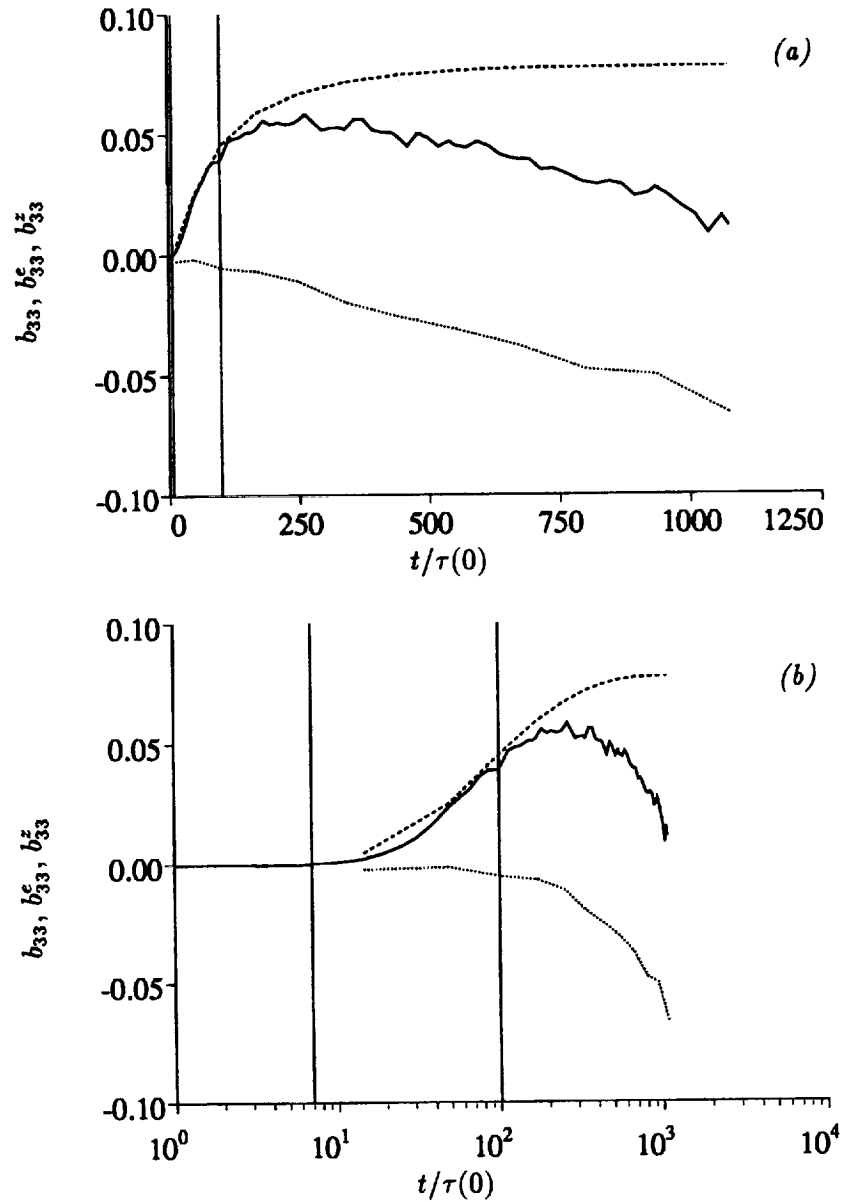 0.10
(a)
0.05
0.00
-0.05
-0.10
b₃₃, bᵉ₃₃, bᶻ₃₃
0 250 500 750 1000 1250
t/τ(0)
0.10
(b)
0.05
0.00
-0.05
-0.10
b₃₃, bᵉ₃₃, bᶻ₃₃
10⁰ 10¹ 10² 10³ 10⁴
t/τ(0)